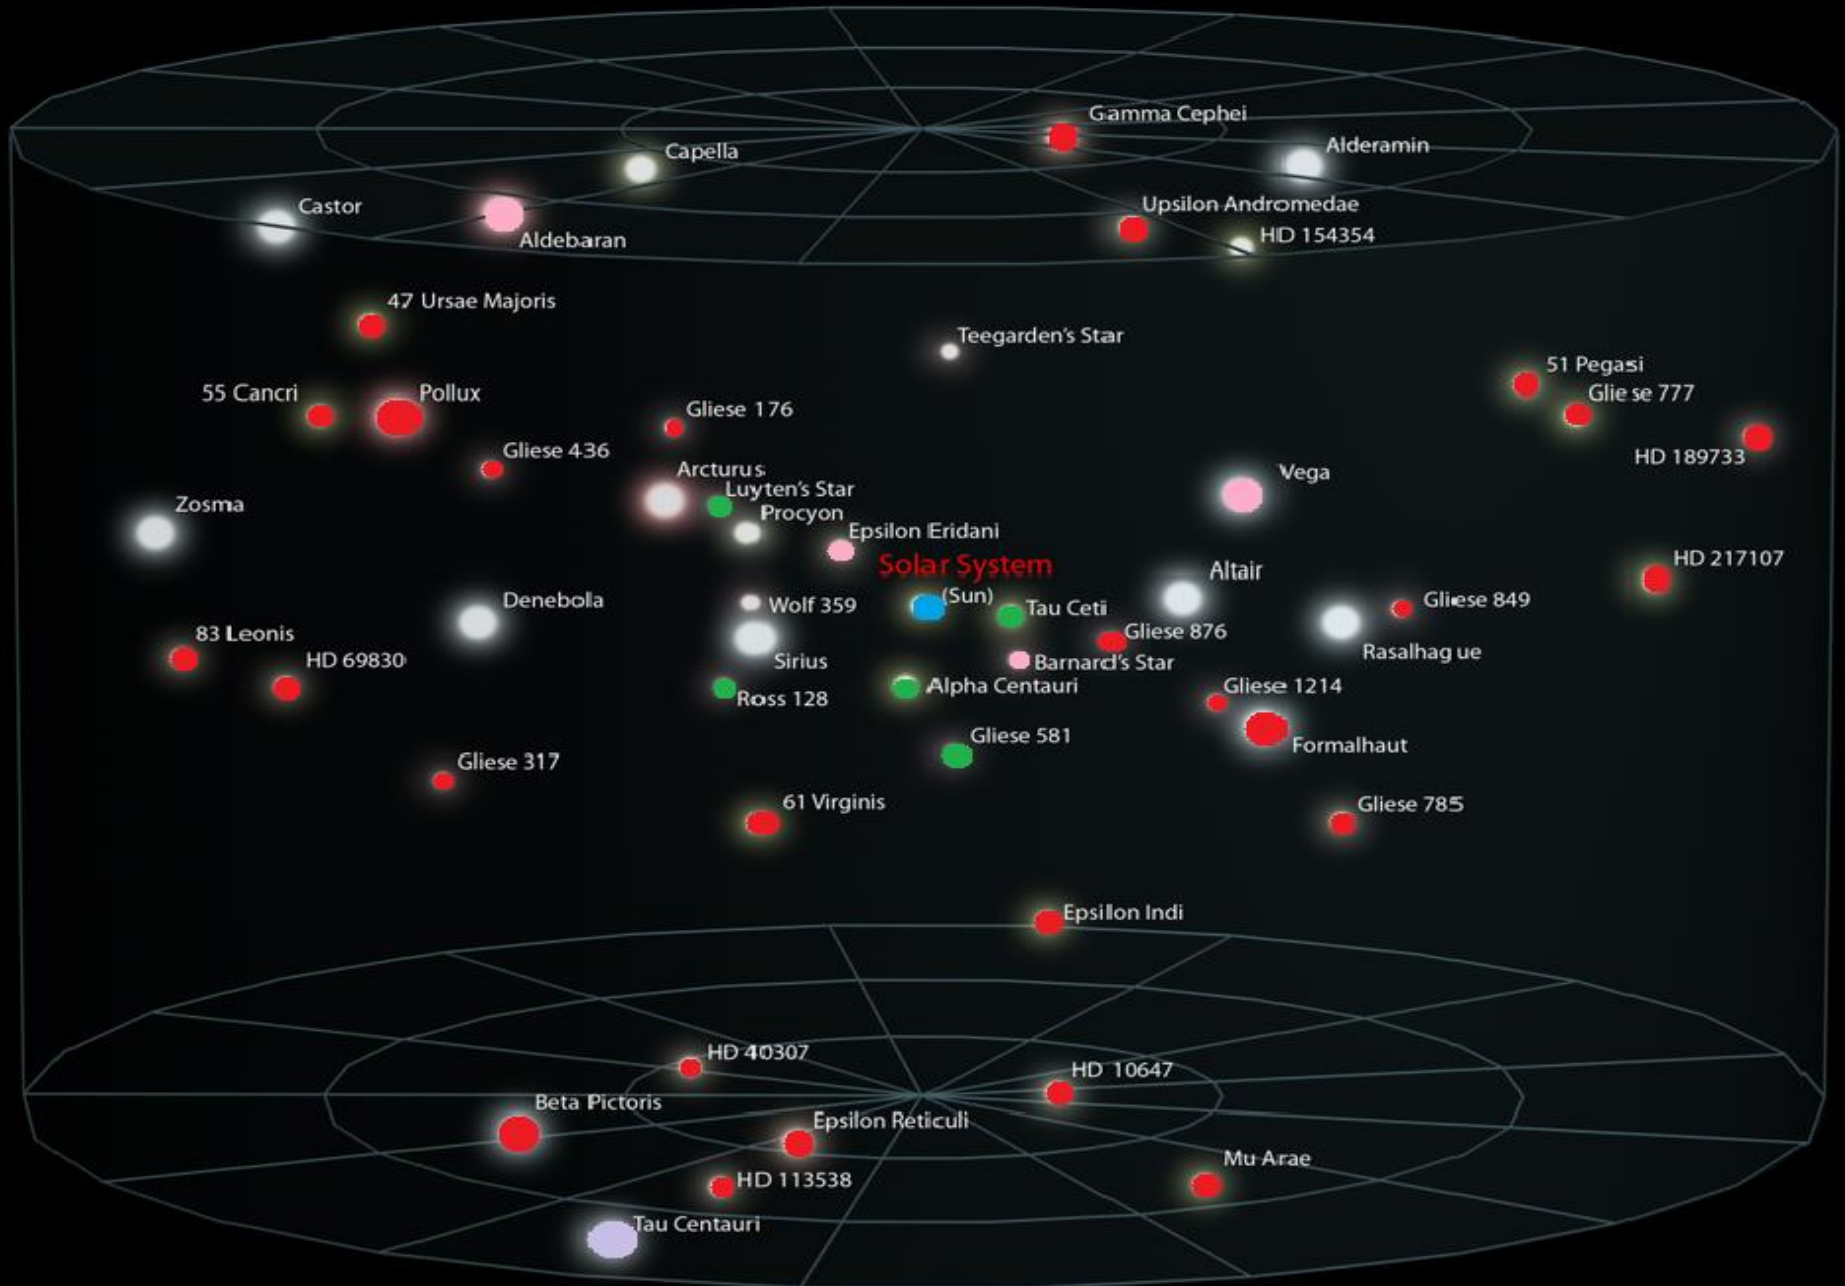 Gamma Cephei
Alderamin
Capella
Castor
Upsilon Andromedae
HD 154354
Aldebaran
47 Ursae Majoris
Teegarden's Star
51 Pegasi
55 Cancri
Pollux
Gliese 777
Gliese 176
Gliese 436
HD 189733
Arcturus
Vega
Luyten's Star
Zosma
Procyon
Epsilon Eridani
Solar System
HD 217107
Altair
(Sun)
Denebolla
Wolf 359
Tau Ceti
Gliese 849
83 Leonis
Gliese 876
HD 69830
Sirius
Barnard's Star
Rasalhague
Alpha Centauri
Gliese 1214
Ross 128
Gliese 581
Formalhaut
Gliese 317
61 Virginis
Gliese 785
Epsilon Indi
HD 40307
HD 10647
Beta Pictoris
Epsilon Reticuli
Mu Arae
HD 113538
Tau Centauri